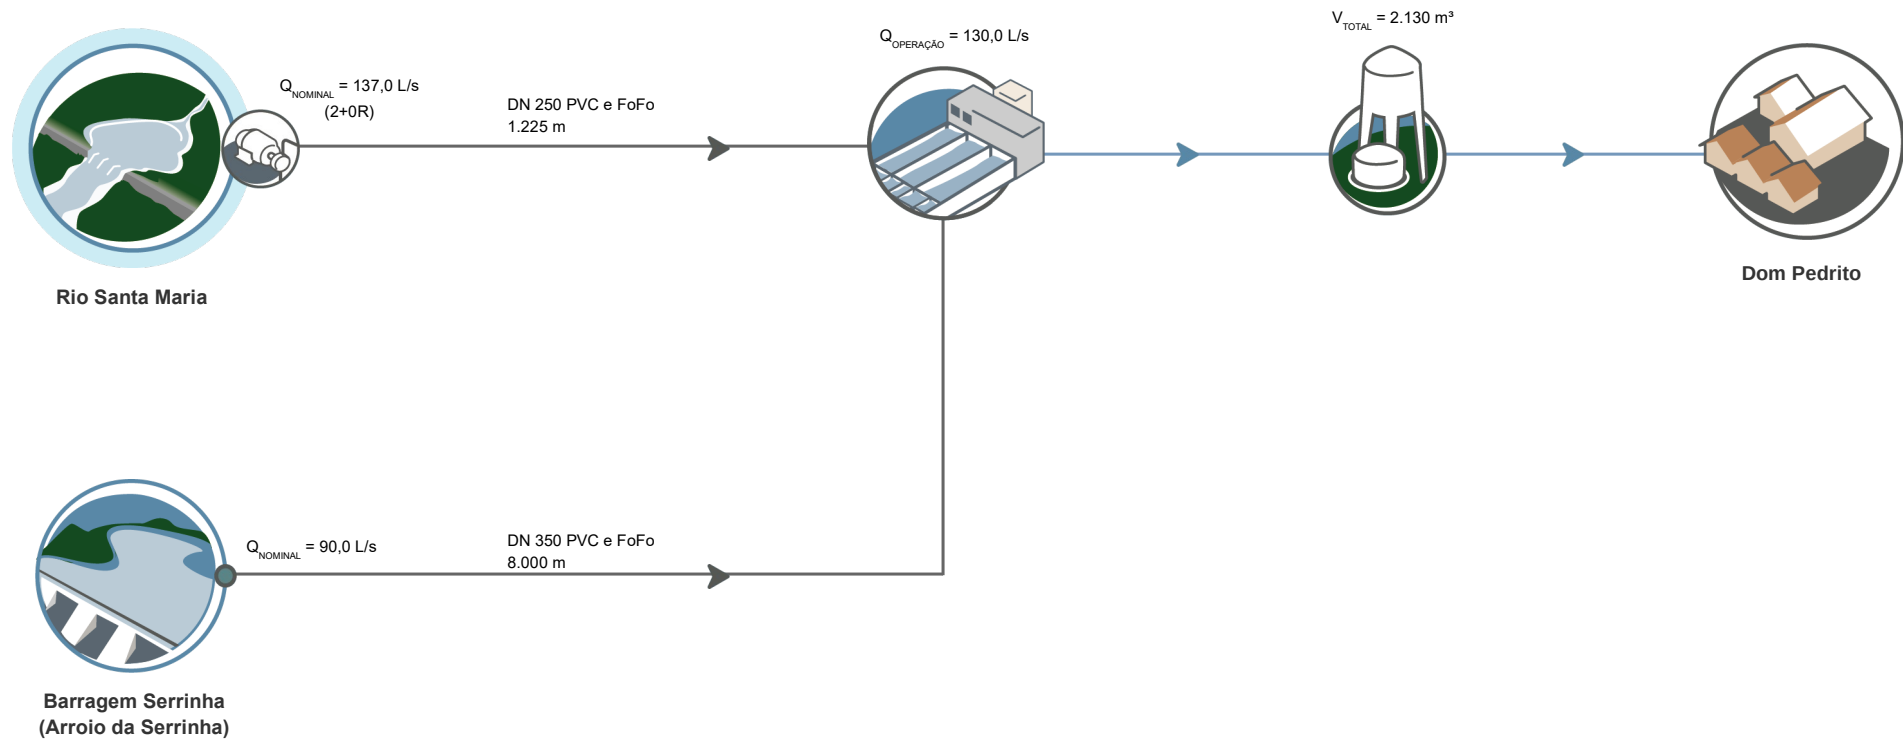 V_TOTAL = 2.130 m³
Q_OPERAÇÃO = 130,0 L/s
Q_NOMINAL = 137,0 L/s
(2+0R)
DN 250 PVC e FoFo
1.225 m
Rio Santa Maria
Dom Pedrito
Q_NOMINAL = 90,0 L/s
DN 350 PVC e FoFo
8.000 m
Barragem Serrinha
(Arroio da Serrinha)